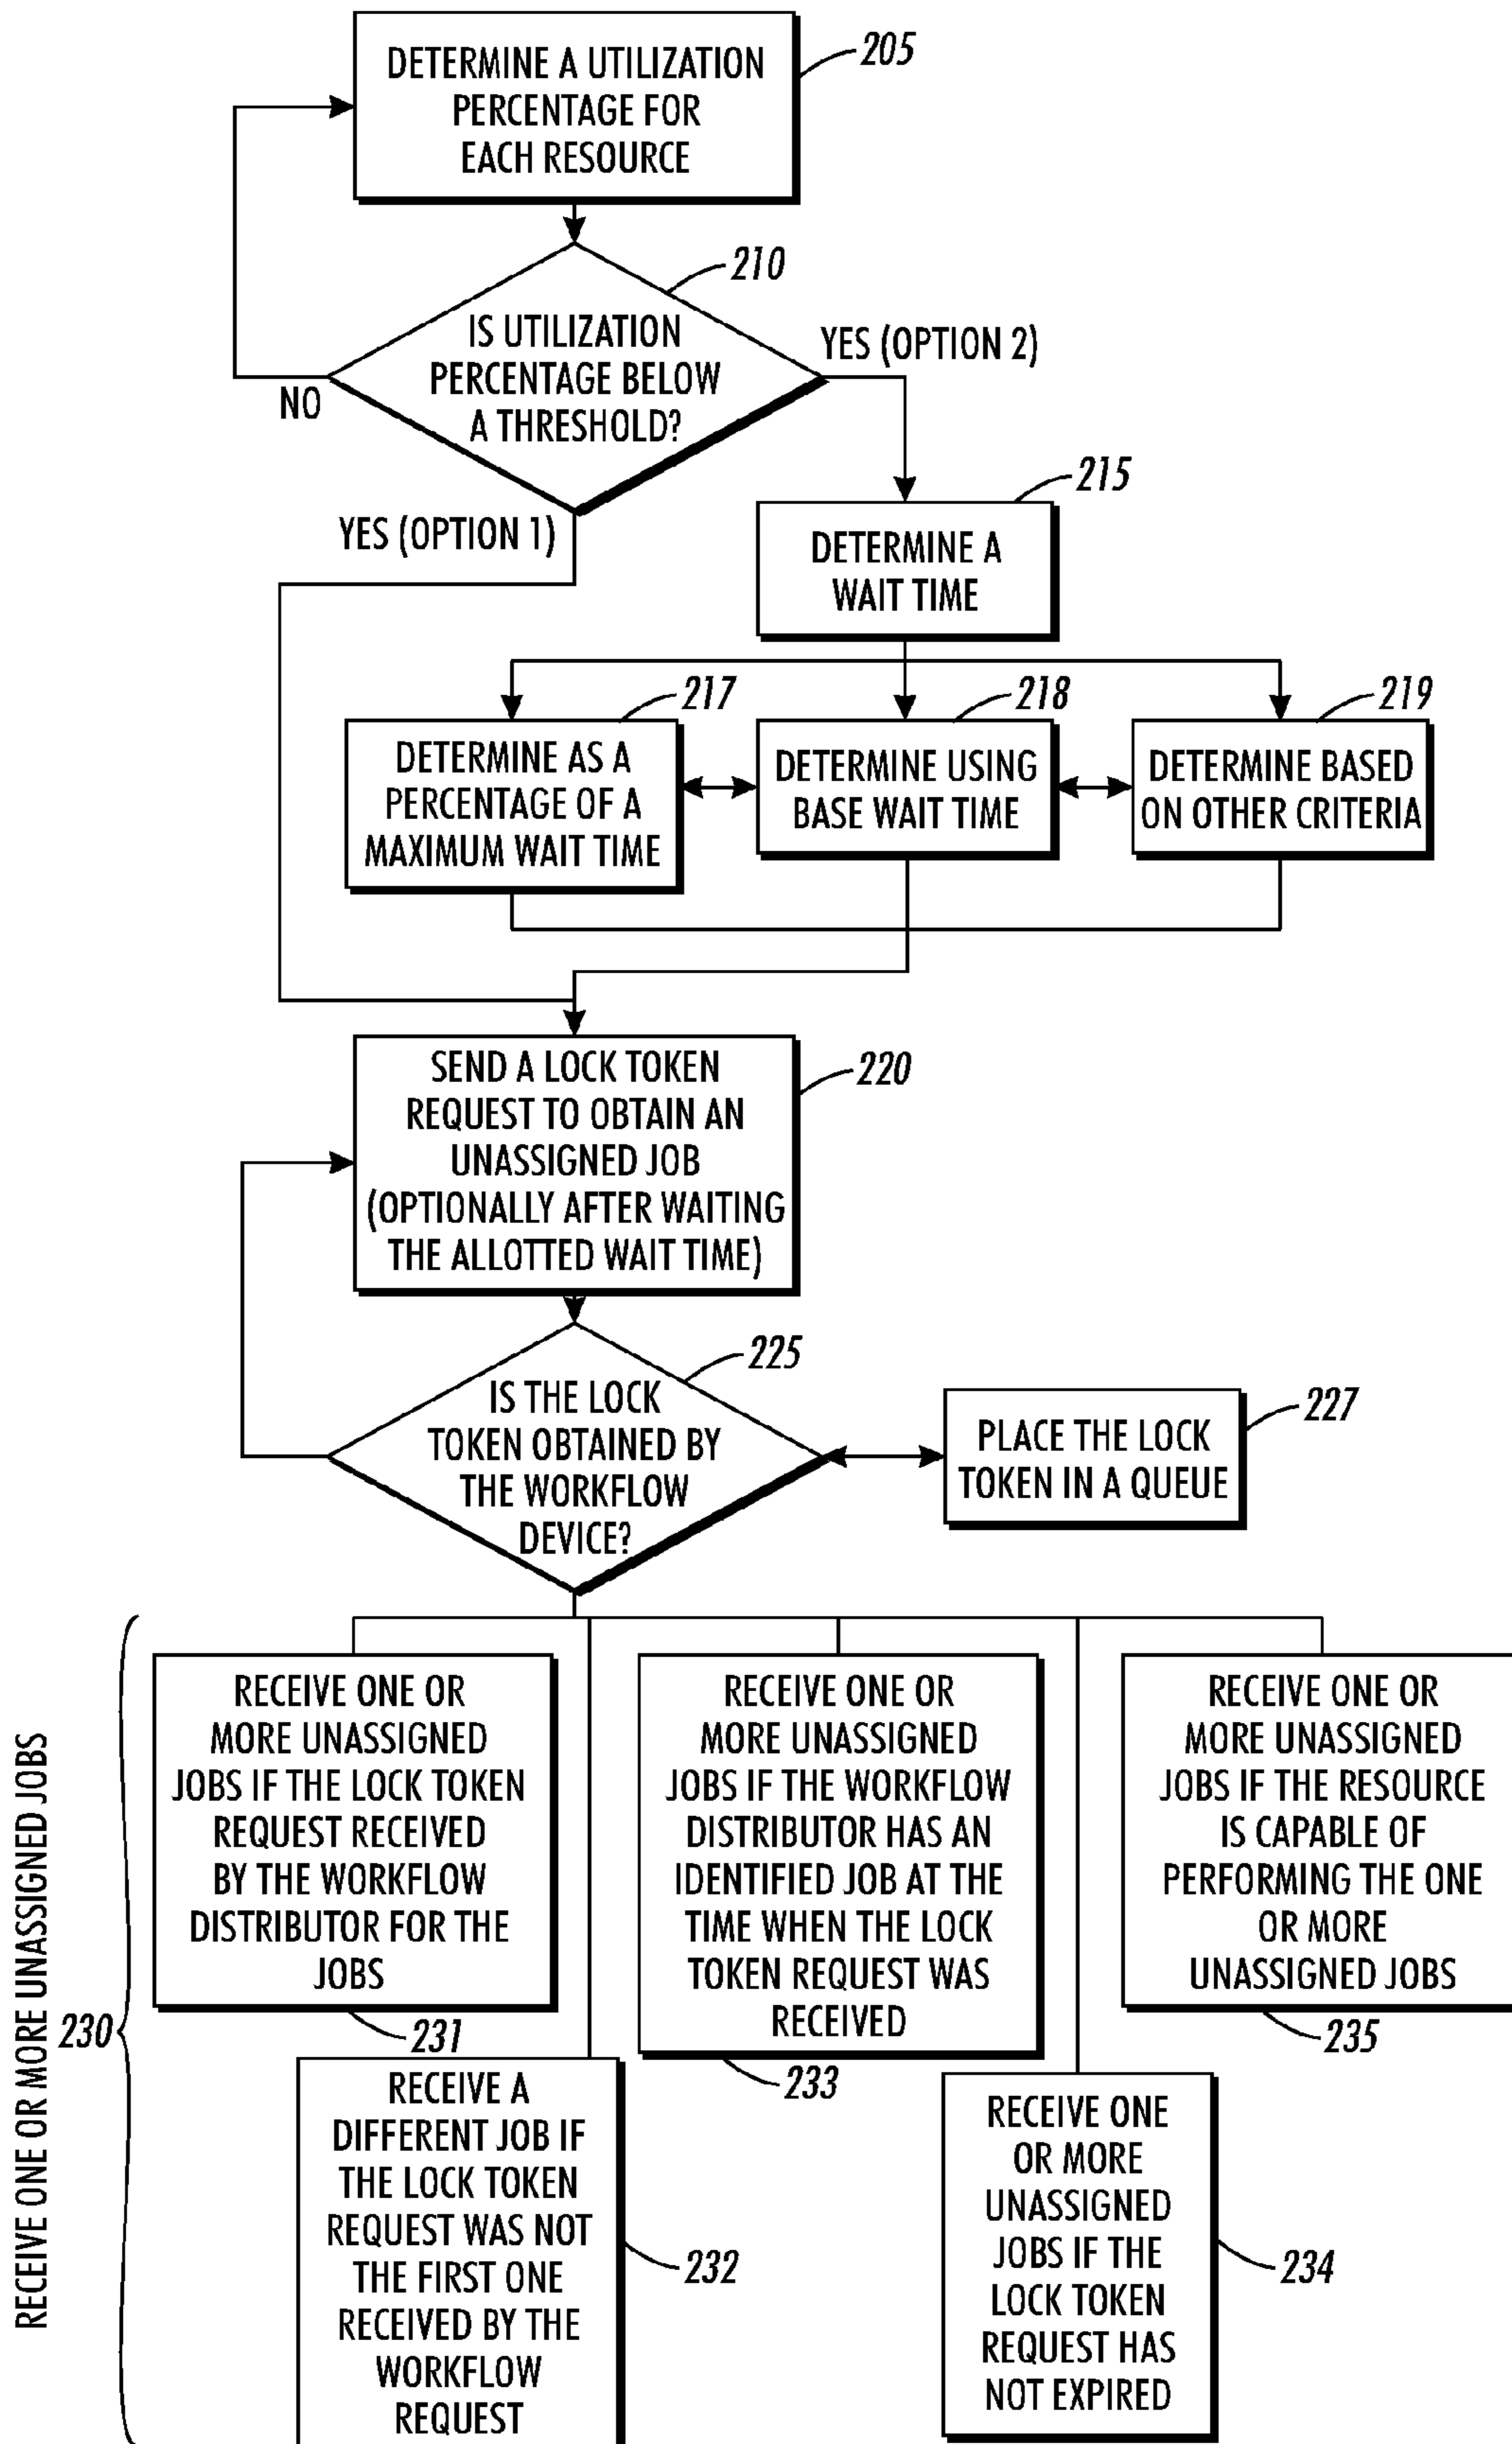 DETERMINE A UTILIZATION
PERCENTAGE FOR
EACH RESOURCE
205
210
IS UTILIZATION
PERCENTAGE BELOW
A THRESHOLD?
NO
YES (OPTION 2)
YES (OPTION 1)
215
DETERMINE A
WAIT TIME
217
DETERMINE AS A
PERCENTAGE OF A
MAXIMUM WAIT TIME
218
DETERMINE USING
BASE WAIT TIME
219
DETERMINE BASED
ON OTHER CRITERIA
SEND A LOCK TOKEN
REQUEST TO OBTAIN AN
UNASSIGNED JOB
(OPTIONALLY AFTER WAITING
THE ALLOTTED WAIT TIME)
220
225
IS THE LOCK
TOKEN OBTAINED BY
THE WORKFLOW
DEVICE?
227
PLACE THE LOCK
TOKEN IN A QUEUE
RECEIVE ONE OR MORE UNASSIGNED JOBS
230
RECEIVE ONE OR
MORE UNASSIGNED
JOBS IF THE LOCK TOKEN
REQUEST RECEIVED
BY THE WORKFLOW
DISTRIBUTOR FOR THE
JOBS
231
RECEIVE A
DIFFERENT JOB IF
THE LOCK TOKEN
REQUEST WAS NOT
THE FIRST ONE
RECEIVED BY THE
WORKFLOW
REQUEST
232
RECEIVE ONE OR
MORE UNASSIGNED
JOBS IF THE WORKFLOW
DISTRIBUTOR HAS AN
IDENTIFIED JOB AT THE
TIME WHEN THE LOCK
TOKEN REQUEST WAS
RECEIVED
233
RECEIVE ONE
OR MORE
UNASSIGNED
JOBS IF THE
LOCK TOKEN
REQUEST HAS
NOT EXPIRED
234
RECEIVE ONE OR
MORE UNASSIGNED
JOBS IF THE RESOURCE
IS CAPABLE OF
PERFORMING THE ONE
OR MORE
UNASSIGNED JOBS
235